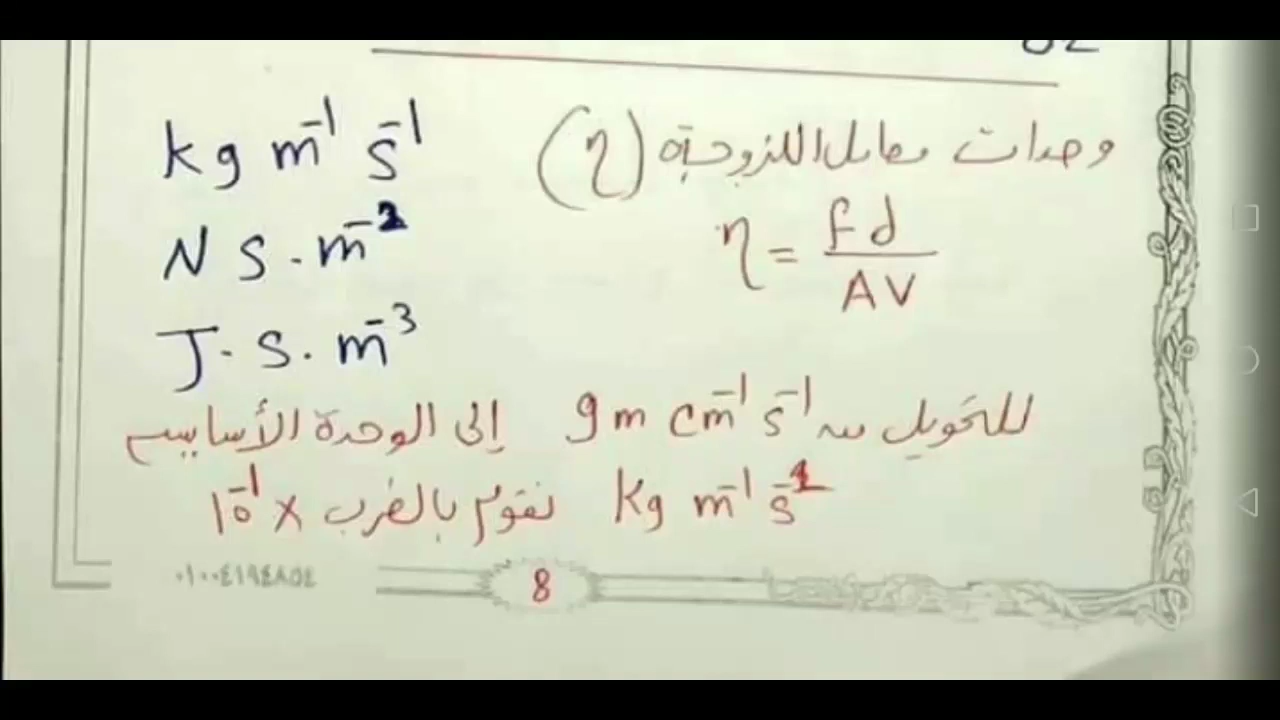 وحدات معامل اللزوجة (η)
η = Fd / AV
kg m⁻¹ s⁻¹
N s.m⁻²
J.s.m⁻³
للتحويل من gm cm⁻¹ s⁻¹ إلى الوحدة الأساسية
kg m⁻¹ s⁻¹ نقوم بالضرب × 10⁻¹
٠١٠٠٤١٩٤٨٥٤
8